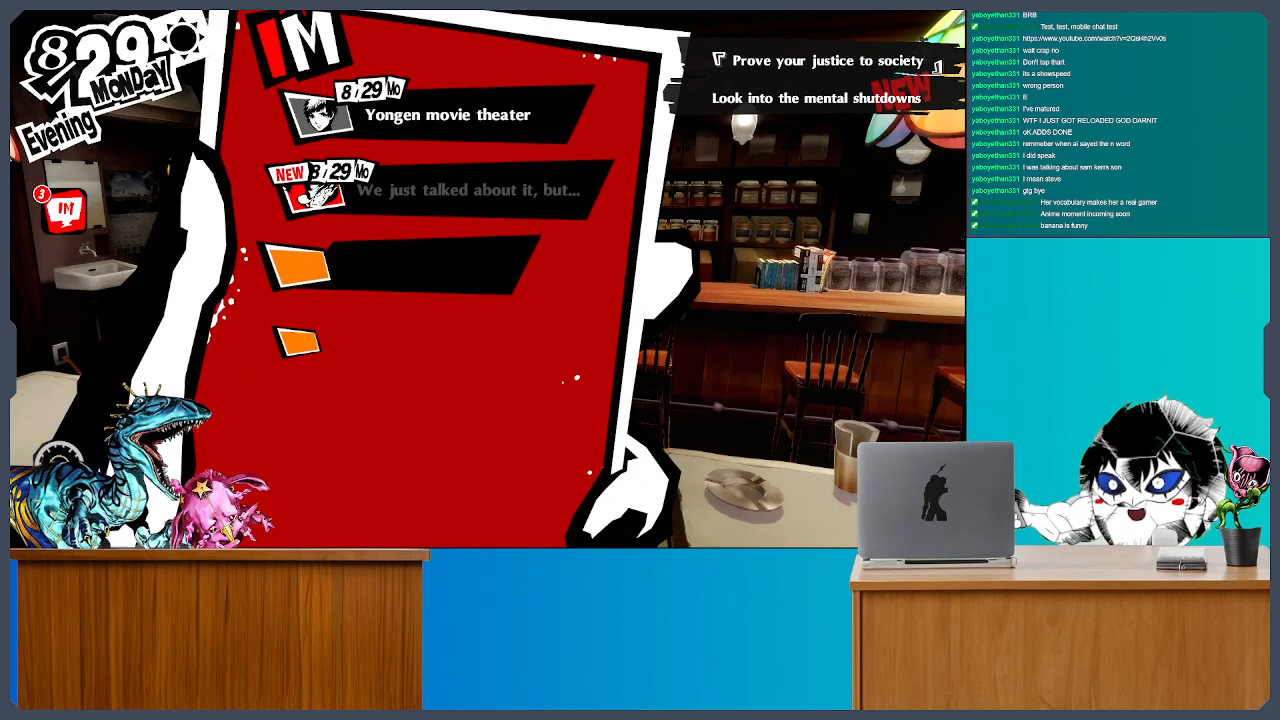 8/29
MONDAY
Evening
3
IM
IM
8/29 Mo
Yongen movie theater
NEW 8/29 Mo
We just talked about it, but...
Prove your justice to society
Look into the mental shutdowns
NEW
yaboyethan331 BRB
Test, test, mobile chat test
yaboyethan331 https://www.youtube.com/watch?v=2QsI4h2Vv0s
yaboyethan331 wait crap no
yaboyethan331 Don't tap thart
yaboyethan331 its a showspeed
yaboyethan331 wrong person
yaboyethan331 E
yaboyethan331 I've matured
yaboyethan331 WTF I JUST GOT RELOADED GOD DARNIT
yaboyethan331 oK ADDS DONE
yaboyethan331 remmeber when ai sayed the n word
yaboyethan331 I did speak
yaboyethan331 I was talking about sam kerrs son
yaboyethan331 I mean steve
yaboyethan331 gtg bye
Her vocabulary makes her a real gamer
Anime moment incoming soon
banana is funny